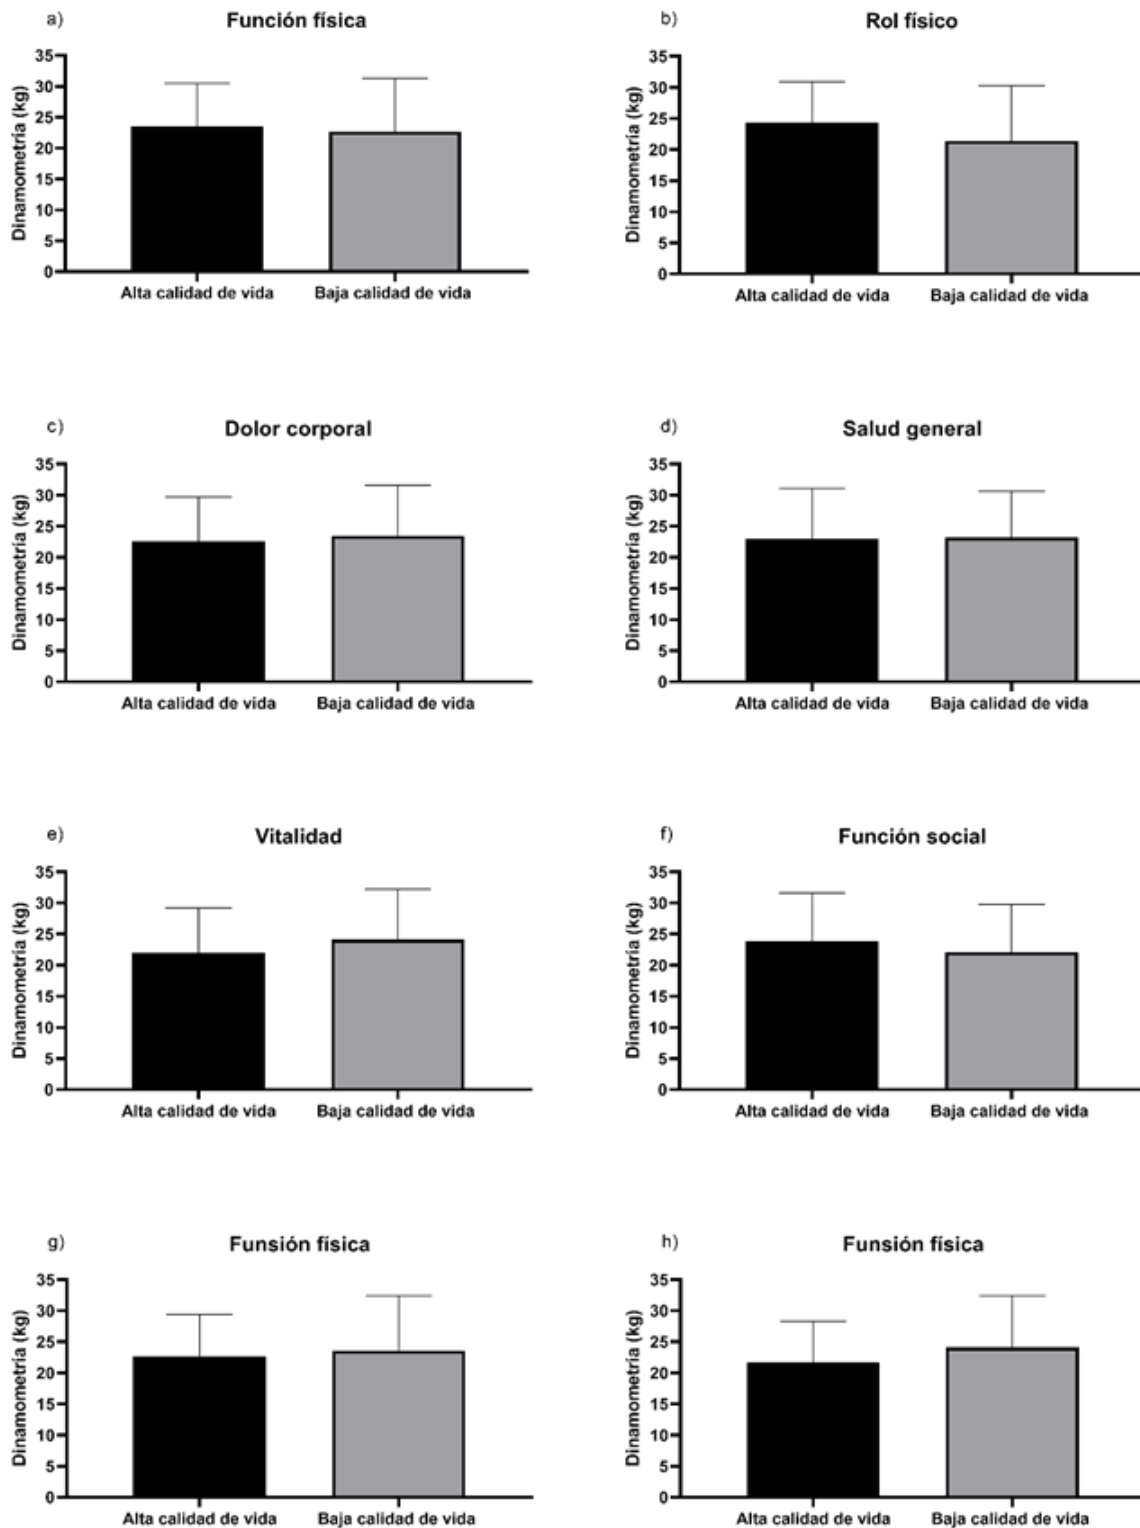 a) Función física
Dinamometría (kg)
35
30
25
20
15
10
5
0
Alta calidad de vida Baja calidad de vida
b) Rol físico
Dinamometría (kg)
35
30
25
20
15
10
5
0
Alta calidad de vida Baja calidad de vida
c) Dolor corporal
Dinamometría (kg)
35
30
25
20
15
10
5
0
Alta calidad de vida Baja calidad de vida
d) Salud general
Dinamometría (kg)
35
30
25
20
15
10
5
0
Alta calidad de vida Baja calidad de vida
e) Vitalidad
Dinamometría (kg)
35
30
25
20
15
10
5
0
Alta calidad de vida Baja calidad de vida
f) Función social
Dinamometría (kg)
35
30
25
20
15
10
5
0
Alta calidad de vida Baja calidad de vida
g) Funsión física
Dinamometría (kg)
35
30
25
20
15
10
5
0
Alta calidad de vida Baja calidad de vida
h) Funsión física
Dinamometría (kg)
35
30
25
20
15
10
5
0
Alta calidad de vida Baja calidad de vida